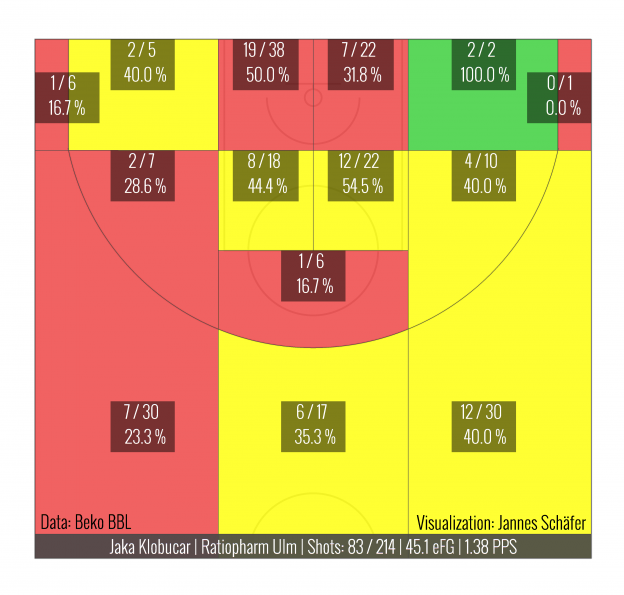 2 / 5
40.0 %
19 / 38
50.0 %
7 / 22
31.8 %
2 / 2
100.0 %
1 / 6
16.7 %
0 / 1
0.0 %
2 / 7
28.6 %
8 / 18
44.4 %
12 / 22
54.5 %
4 / 10
40.0 %
1 / 6
16.7 %
7 / 30
23.3 %
6 / 17
35.3 %
12 / 30
40.0 %
Data: Beko BBL
Visualization: Jannes Schäfer
Jaka Klobucar | Ratiopharm Ulm | Shots: 83 / 214 | 45.1 eFG | 1.38 PPS